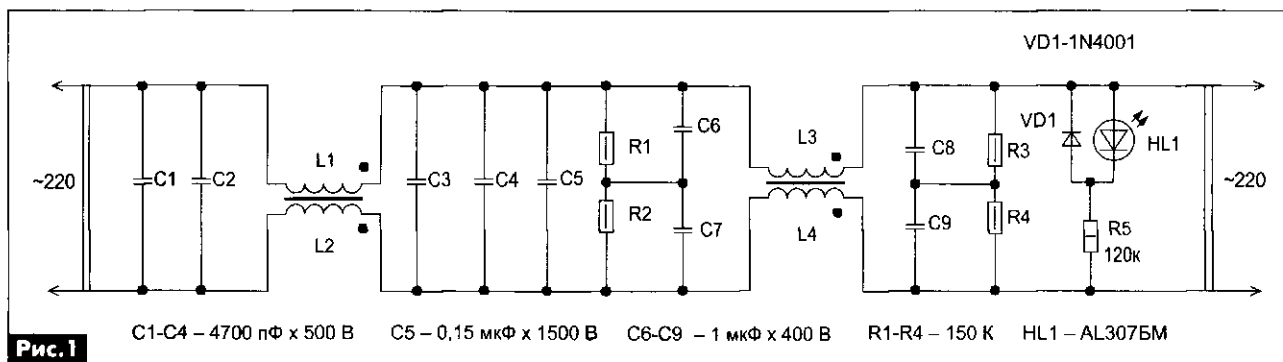 VD1-1N4001
L1
L3
C6
VD1
C8
R1
R3
HL1
~220
C1
C2
C3
C4
C5
~220
R2
C7
C9
R4
R5
120к
L2
L4
C1-C4 – 4700 пФ x 500 В C5 – 0,15 мкФ x 1500 В C6-C9 – 1 мкФ x 400 В R1-R4 – 150 К HL1 – AL307БМ
Рис.1